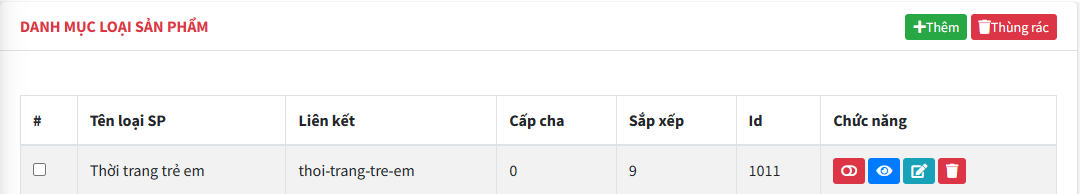 DANH MỤC LOẠI SẢN PHẨM
Thêm Thùng rác
# Tên loại SP Liên kết Cấp cha Sắp xếp Id Chức năng
Thời trang trẻ em thoi-trang-tre-em 0 9 1011